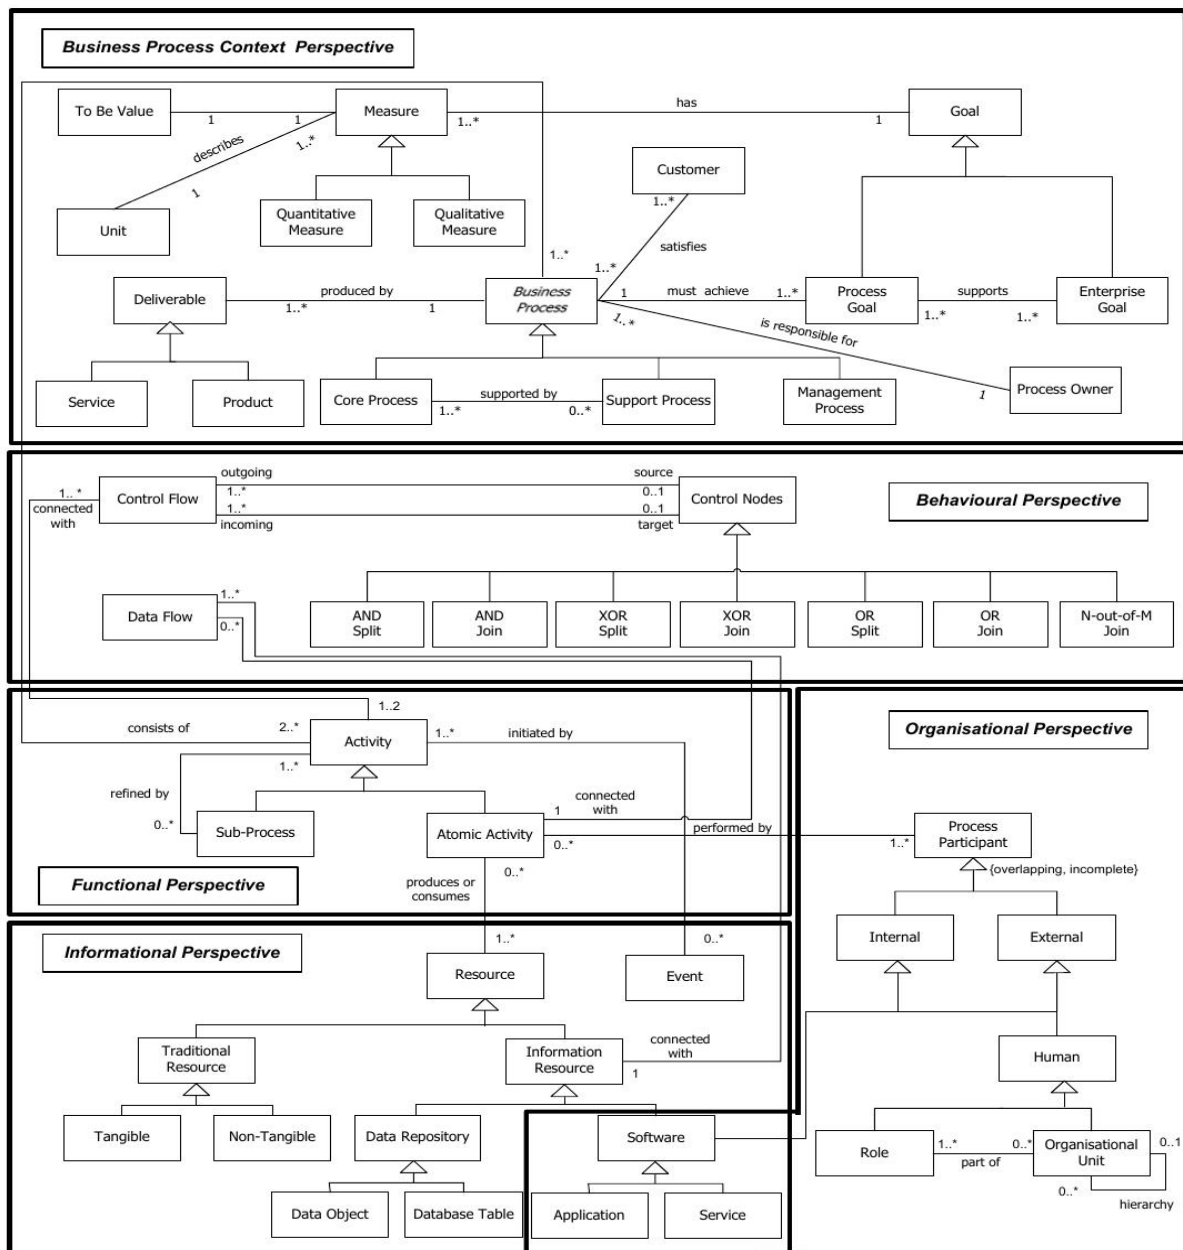 Business Process Context Perspective
To Be Value
1
1
Measure
1..*
has
1
Goal
describes
1..*
1
Unit
Quantitative
Measure
Qualitative
Measure
Customer
1..*
satisfies
1..*
1..*
Deliverable
1..*
produced by
1
Business
Process
1
must achieve
1..*
Process
Goal
1..*
supports
1..*
Enterprise
Goal
1..*
is responsible for
1
Process Owner
Service
Product
Core Process
1..*
supported by
0..*
Support Process
Management
Process
Behavioural Perspective
1..*
connected
with
Control Flow
outgoing
1..*
1..*
incoming
source
0..1
0..1
target
Control Nodes
Data Flow
1..*
0..*
AND
Split
AND
Join
XOR
Split
XOR
Join
OR
Split
OR
Join
N-out-of-M
Join
1..2
consists of
2..*
Activity
1..*
initiated by
1..*
refined by
0..*
Sub-Process
Atomic Activity
1
connected
with
0..*
performed by
0..*
produces or
consumes
Functional Perspective
Organisational Perspective
1..*
Process
Participant
{overlapping, incomplete}
Internal
External
Human
Role
1..*
part of
0..*
Organisational
Unit
0..1
0..*
hierarchy
Informational Perspective
1..*
Resource
0..*
Event
Traditional
Resource
Information
Resource
connected
with
1
Tangible
Non-Tangible
Data Repository
Software
Data Object
Database Table
Application
Service